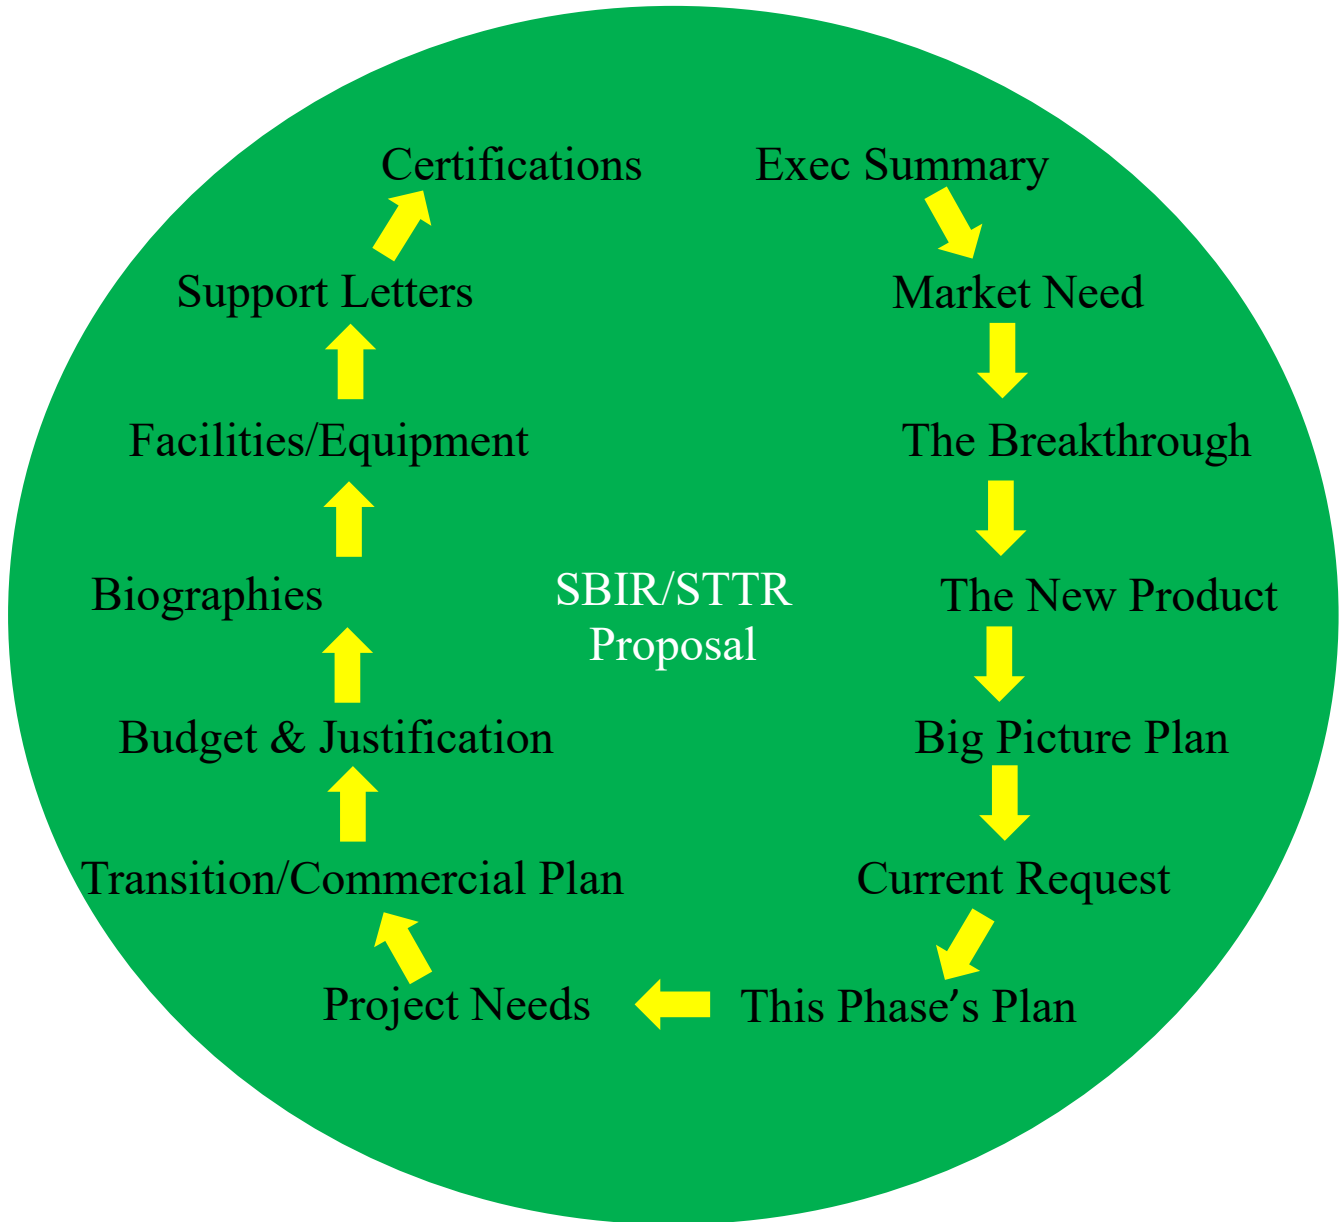 Exec Summary
Market Need
The Breakthrough
The New Product
Big Picture Plan
Current Request
This Phase’s Plan
Project Needs
Transition/Commercial Plan
Budget & Justification
Biographies
Facilities/Equipment
Support Letters
Certifications
SBIR/STTR
Proposal